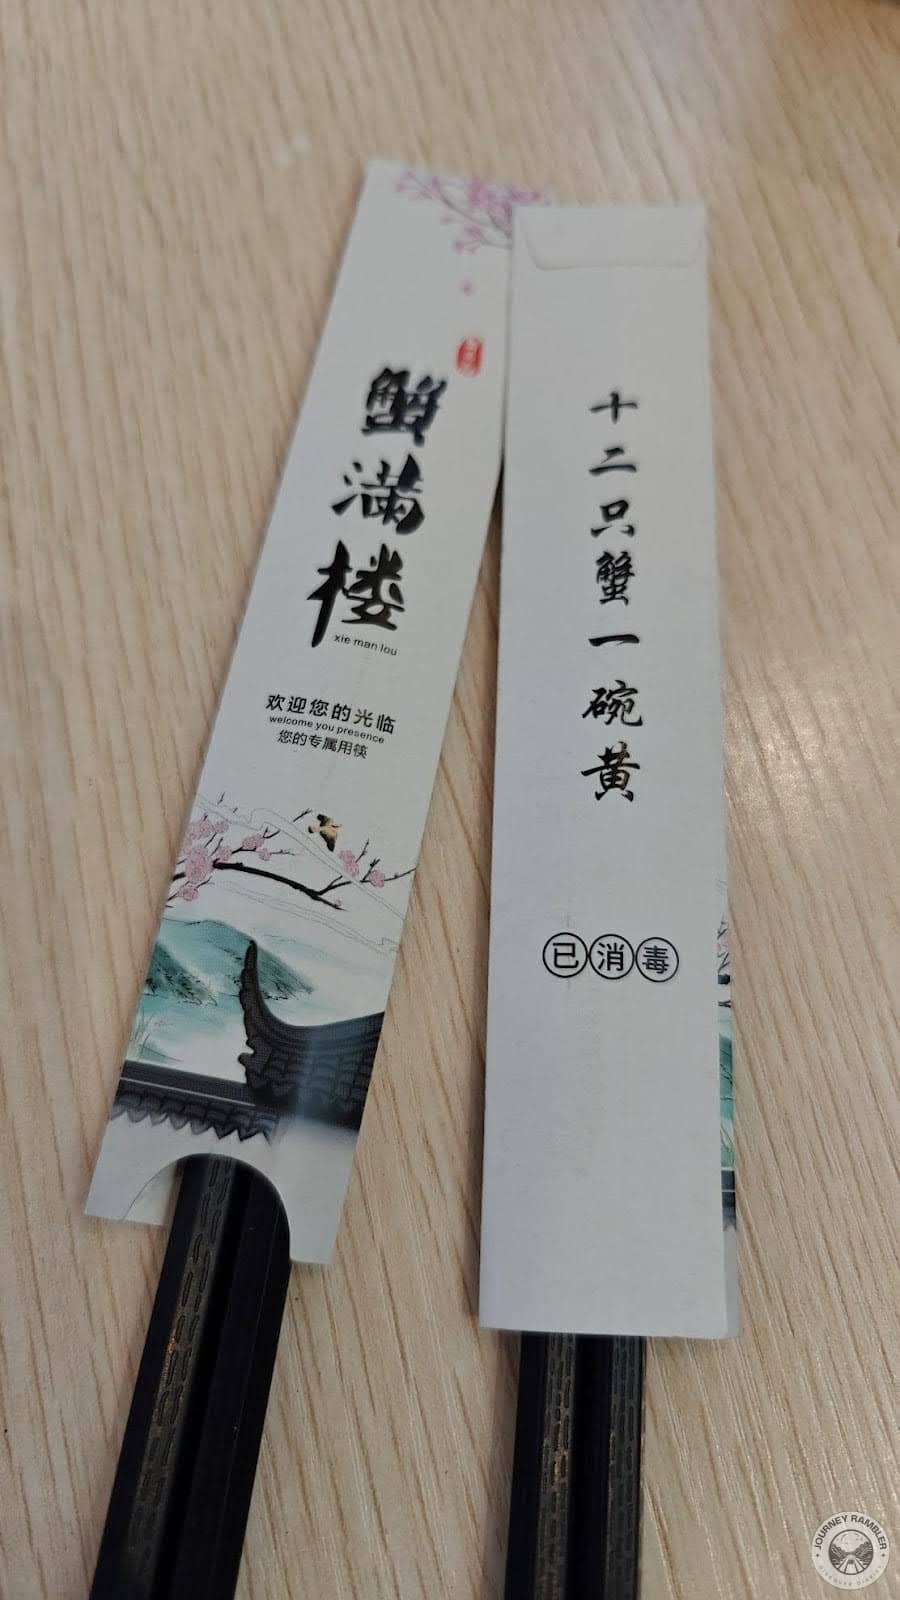 蟹满楼
xie man lou
欢迎您的光临
welcome you presence
您的专属用筷
十二只蟹一碗黄
已消毒
JOURNEY RAMBLER